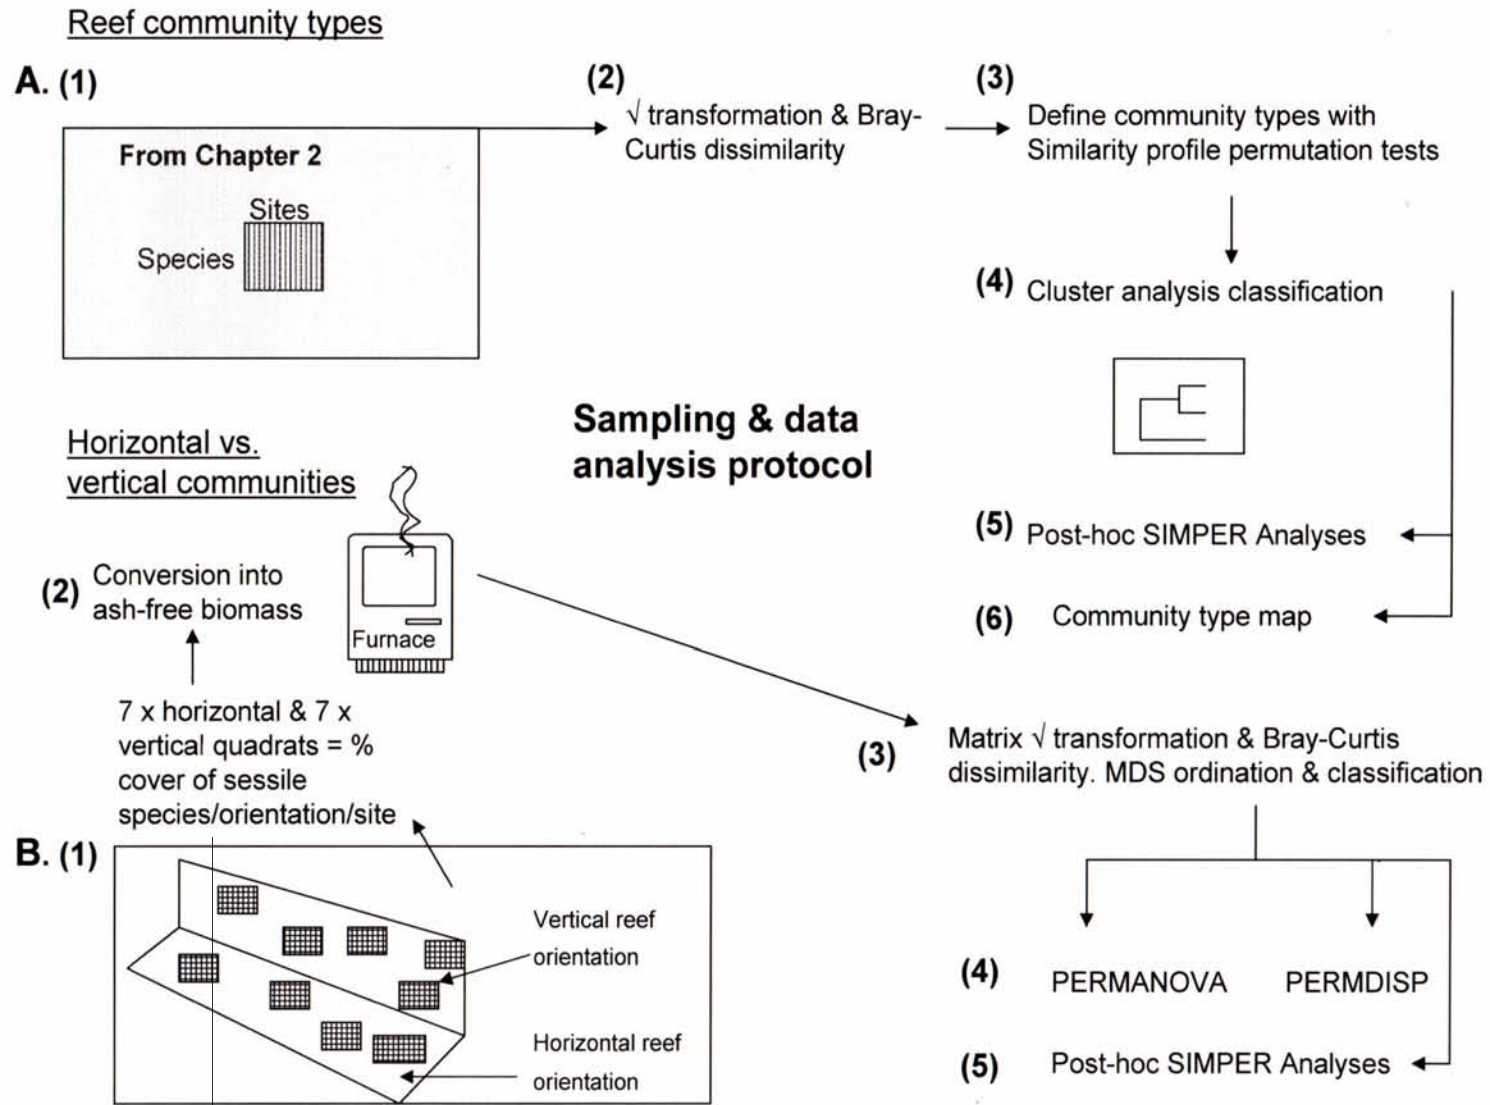 Reef community types
A. (1)
From Chapter 2
Sites
Species
(2)
√ transformation & Bray-
Curtis dissimilarity
(3)
Define community types with
Similarity profile permutation tests
(4) Cluster analysis classification
(5) Post-hoc SIMPER Analyses
(6) Community type map
Sampling & data
analysis protocol
Horizontal vs.
vertical communities
(2) Conversion into
ash-free biomass
Furnace
7 x horizontal & 7 x
vertical quadrats = %
cover of sessile
species/orientation/site
B. (1)
Vertical reef
orientation
Horizontal reef
orientation
(3) Matrix √ transformation & Bray-Curtis
dissimilarity. MDS ordination & classification
(4) PERMANOVA PERMDISP
(5) Post-hoc SIMPER Analyses